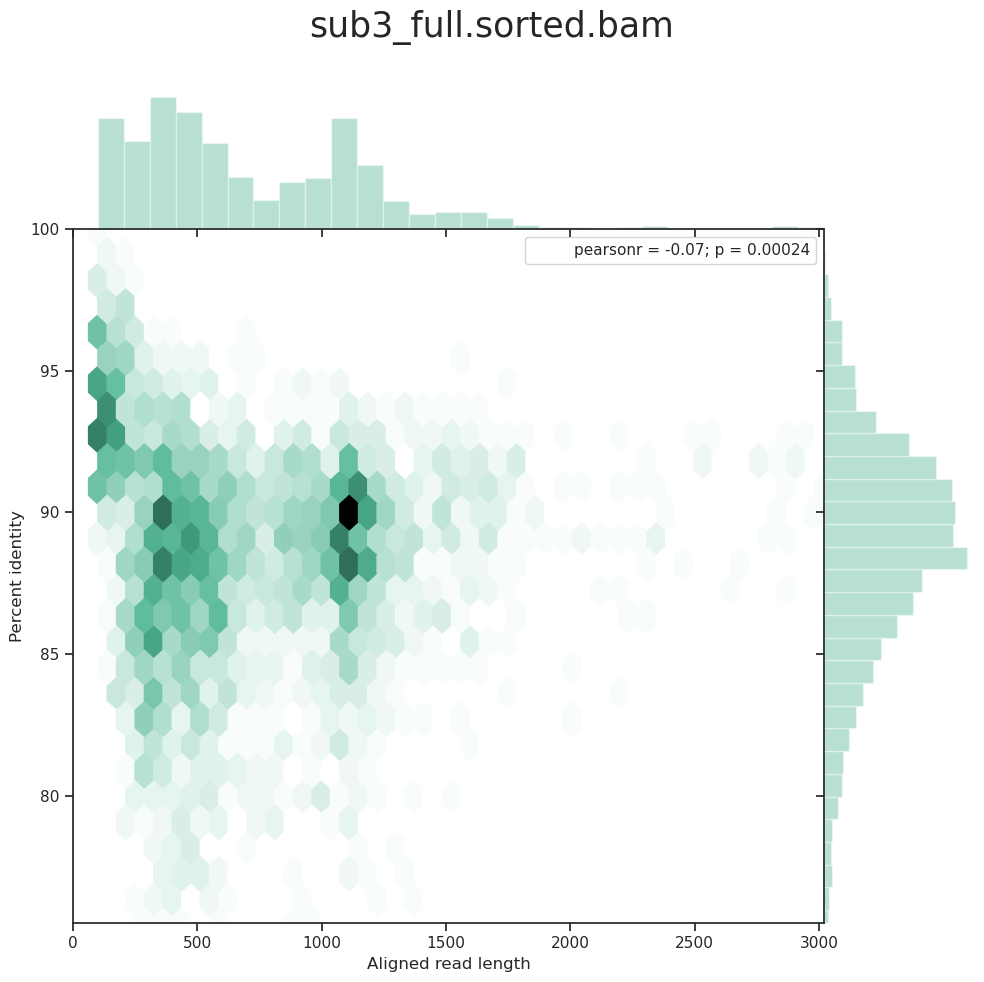 sub3_full.sorted.bam
pearsonr = -0.07; p = 0.00024
100
95
90
85
80
Percent identity
0 500 1000 1500 2000 2500 3000
Aligned read length